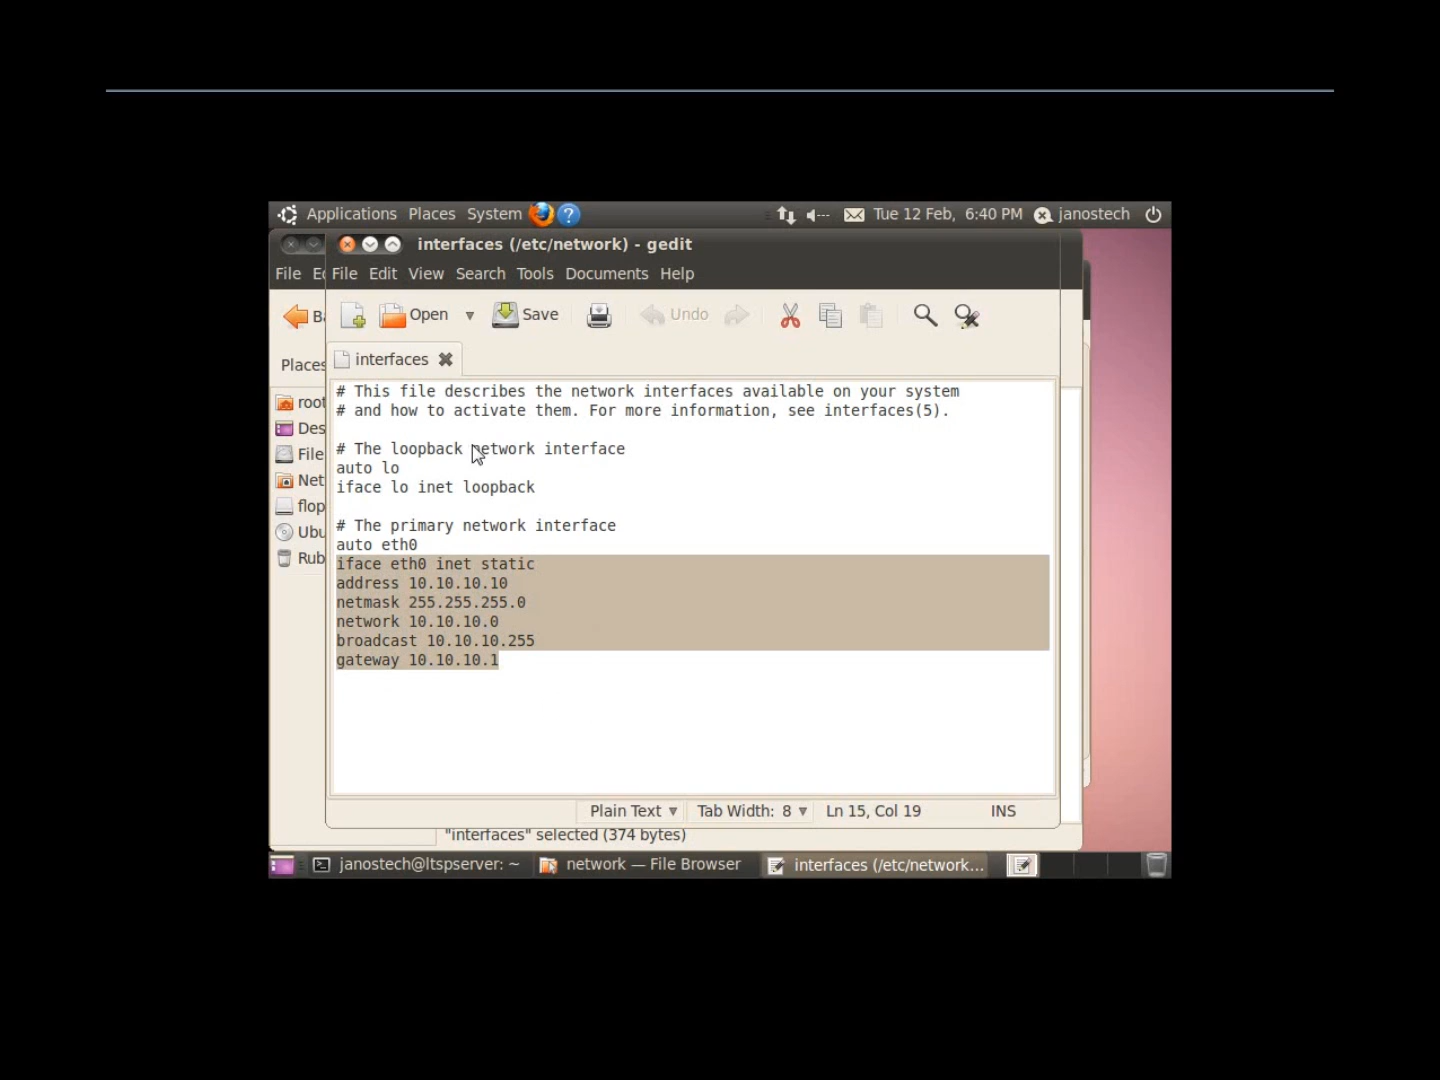 Applications Places System ? Tue 12 Feb, 6:40 PM janostech
interfaces (/etc/network) - gedit
File Ed File Edit View Search Tools Documents Help
Ba Open Save Undo
Places interfaces
# This file describes the network interfaces available on your system
root
# and how to activate them. For more information, see interfaces(5).
Des
# The loopback network interface
File
auto lo
Net
iface lo inet loopback
flop
# The primary network interface
Ubu
auto eth0
Rub
iface eth0 inet static
address 10.10.10.10
netmask 255.255.255.0
network 10.10.10.0
broadcast 10.10.10.255
gateway 10.10.10.1
Plain Text Tab Width: 8 Ln 15, Col 19 INS
"interfaces" selected (374 bytes)
janostech@ltspserver: ~ network — File Browser interfaces (/etc/network...